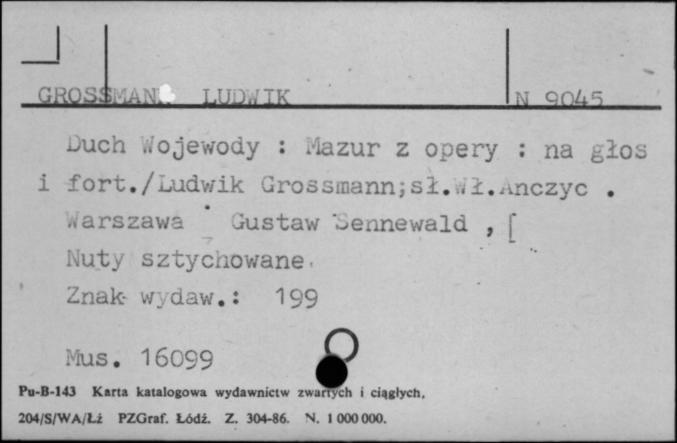 GROSSMANN LUDWIK N 9045
Duch Wojewody : Mazur z opery : na głos
i fort./Ludwik Grossmann;sł.Wł.Anczyc .
Warszawa Gustaw Sennewald , [
Nuty sztychowane.
Znak wydaw.: 199
Mus. 16099
Pu-B-143 Karta katalogowa wydawnictw zwartych i ciągłych,
204/S/WA/Łż PZGraf. Łódź. Z. 304-86. N. 1 000 000.